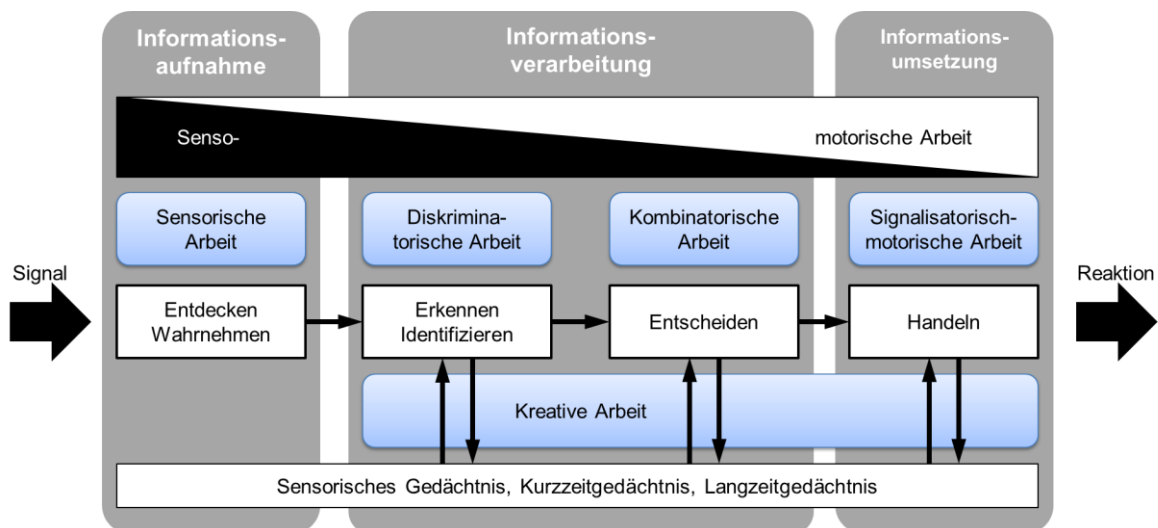 Informations-
aufnahme
Informations-
verarbeitung
Informations-
umsetzung
Senso-
motorische Arbeit
Sensorische
Arbeit
Diskrimina-
torische Arbeit
Kombinatorische
Arbeit
Signalisatorisch-
motorische Arbeit
Signal
Entdecken
Wahrnehmen
Erkennen
Identifizieren
Entscheiden
Handeln
Reaktion
Kreative Arbeit
Sensorisches Gedächtnis, Kurzzeitgedächtnis, Langzeitgedächtnis